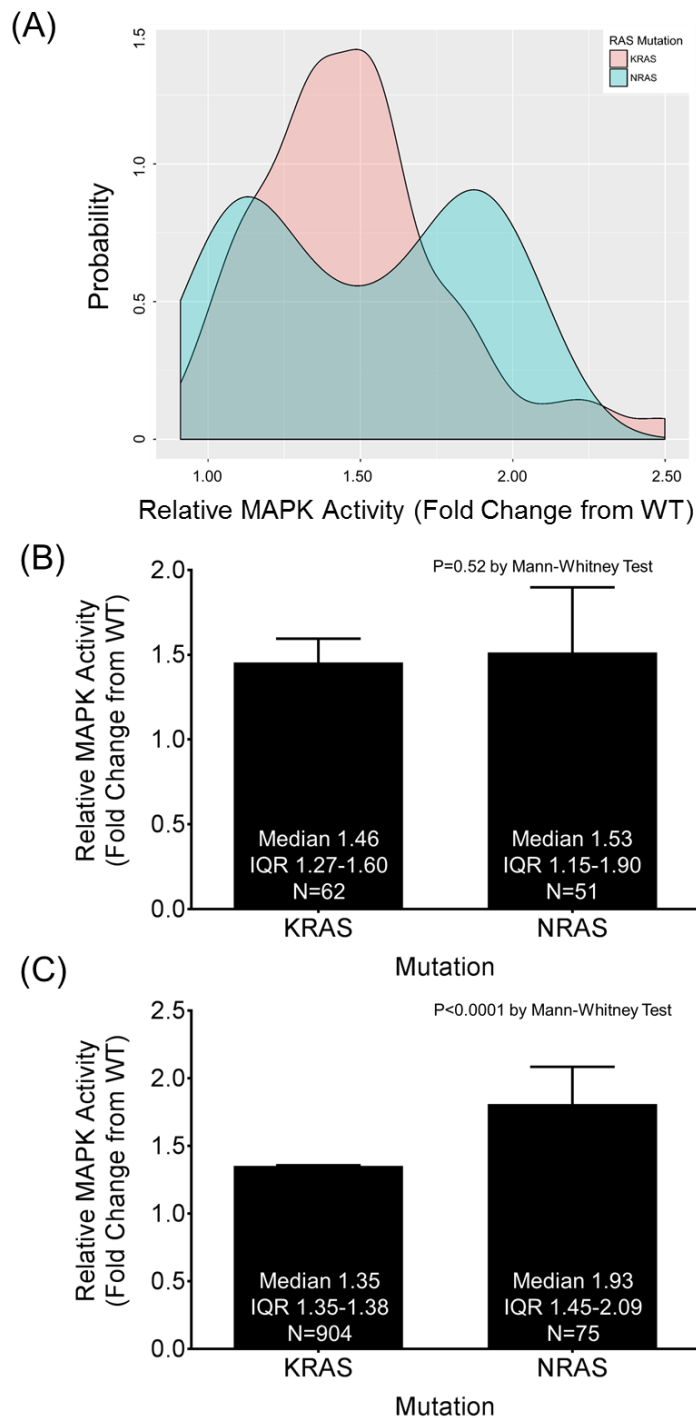 (A)
Probability
1.5
1.0
0.5
0
RAS Mutation
KRAS
NRAS
1.00
1.50
2.00
2.50
Relative MAPK Activity (Fold Change from WT)
(B)
Relative MAPK Activity
(Fold Change from WT)
2.0
1.5
1.0
0.5
0.0
P=0.52 by Mann-Whitney Test
Median 1.46
IQR 1.27-1.60
N=62
Median 1.53
IQR 1.15-1.90
N=51
KRAS
NRAS
Mutation
(C)
Relative MAPK Activity
(Fold Change from WT)
2.5
2.0
1.5
1.0
0.5
0.0
P<0.0001 by Mann-Whitney Test
Median 1.35
IQR 1.35-1.38
N=904
Median 1.93
IQR 1.45-2.09
N=75
KRAS
NRAS
Mutation